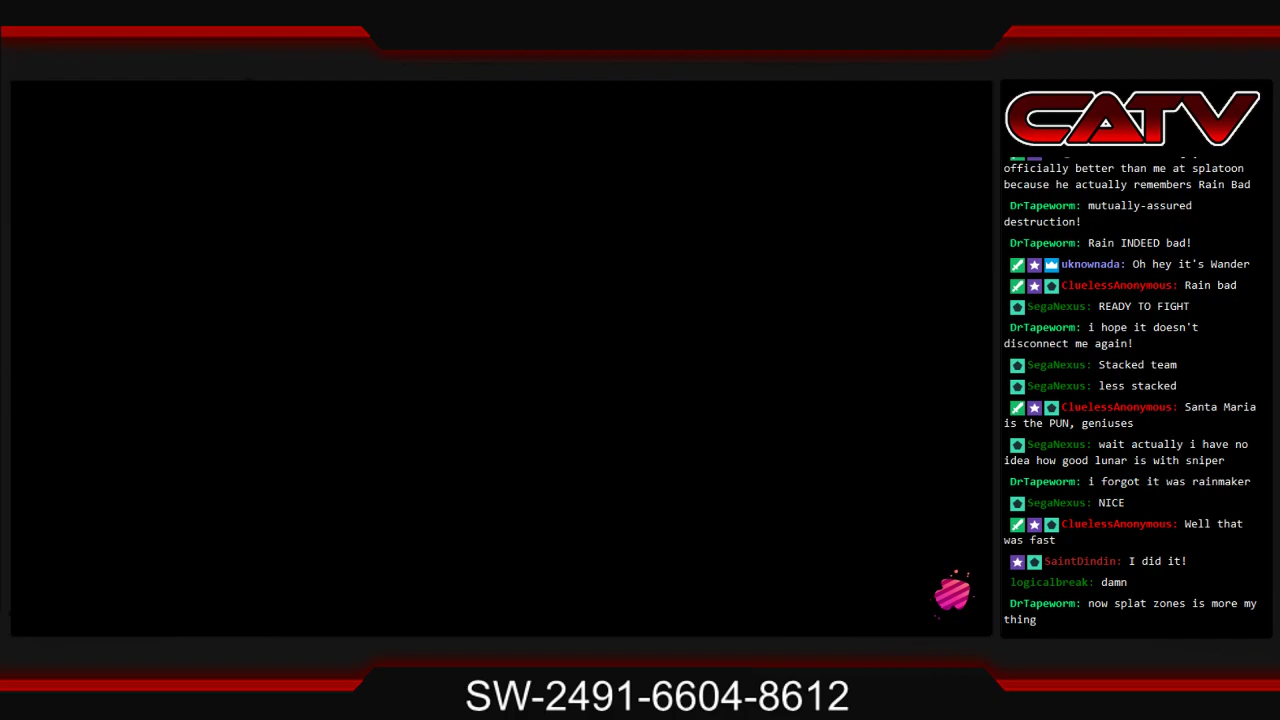 CATV
officially better than me at splatoon
because he actually remembers Rain Bad
DrTapeworm: mutually-assured
destruction!
DrTapeworm: Rain INDEED bad!
uknownada: Oh hey it's Wander
CluelessAnonymous: Rain bad
SegaNexus: READY TO FIGHT
DrTapeworm: i hope it doesn't
disconnect me again!
SegaNexus: Stacked team
SegaNexus: less stacked
CluelessAnonymous: Santa Maria
is the PUN, geniuses
SegaNexus: wait actually i have no
idea how good lunar is with sniper
DrTapeworm: i forgot it was rainmaker
SegaNexus: NICE
CluelessAnonymous: Well that
was fast
SaintDindin: I did it!
logicalbreak: damn
DrTapeworm: now splat zones is more my
thing
SW-2491-6604-8612